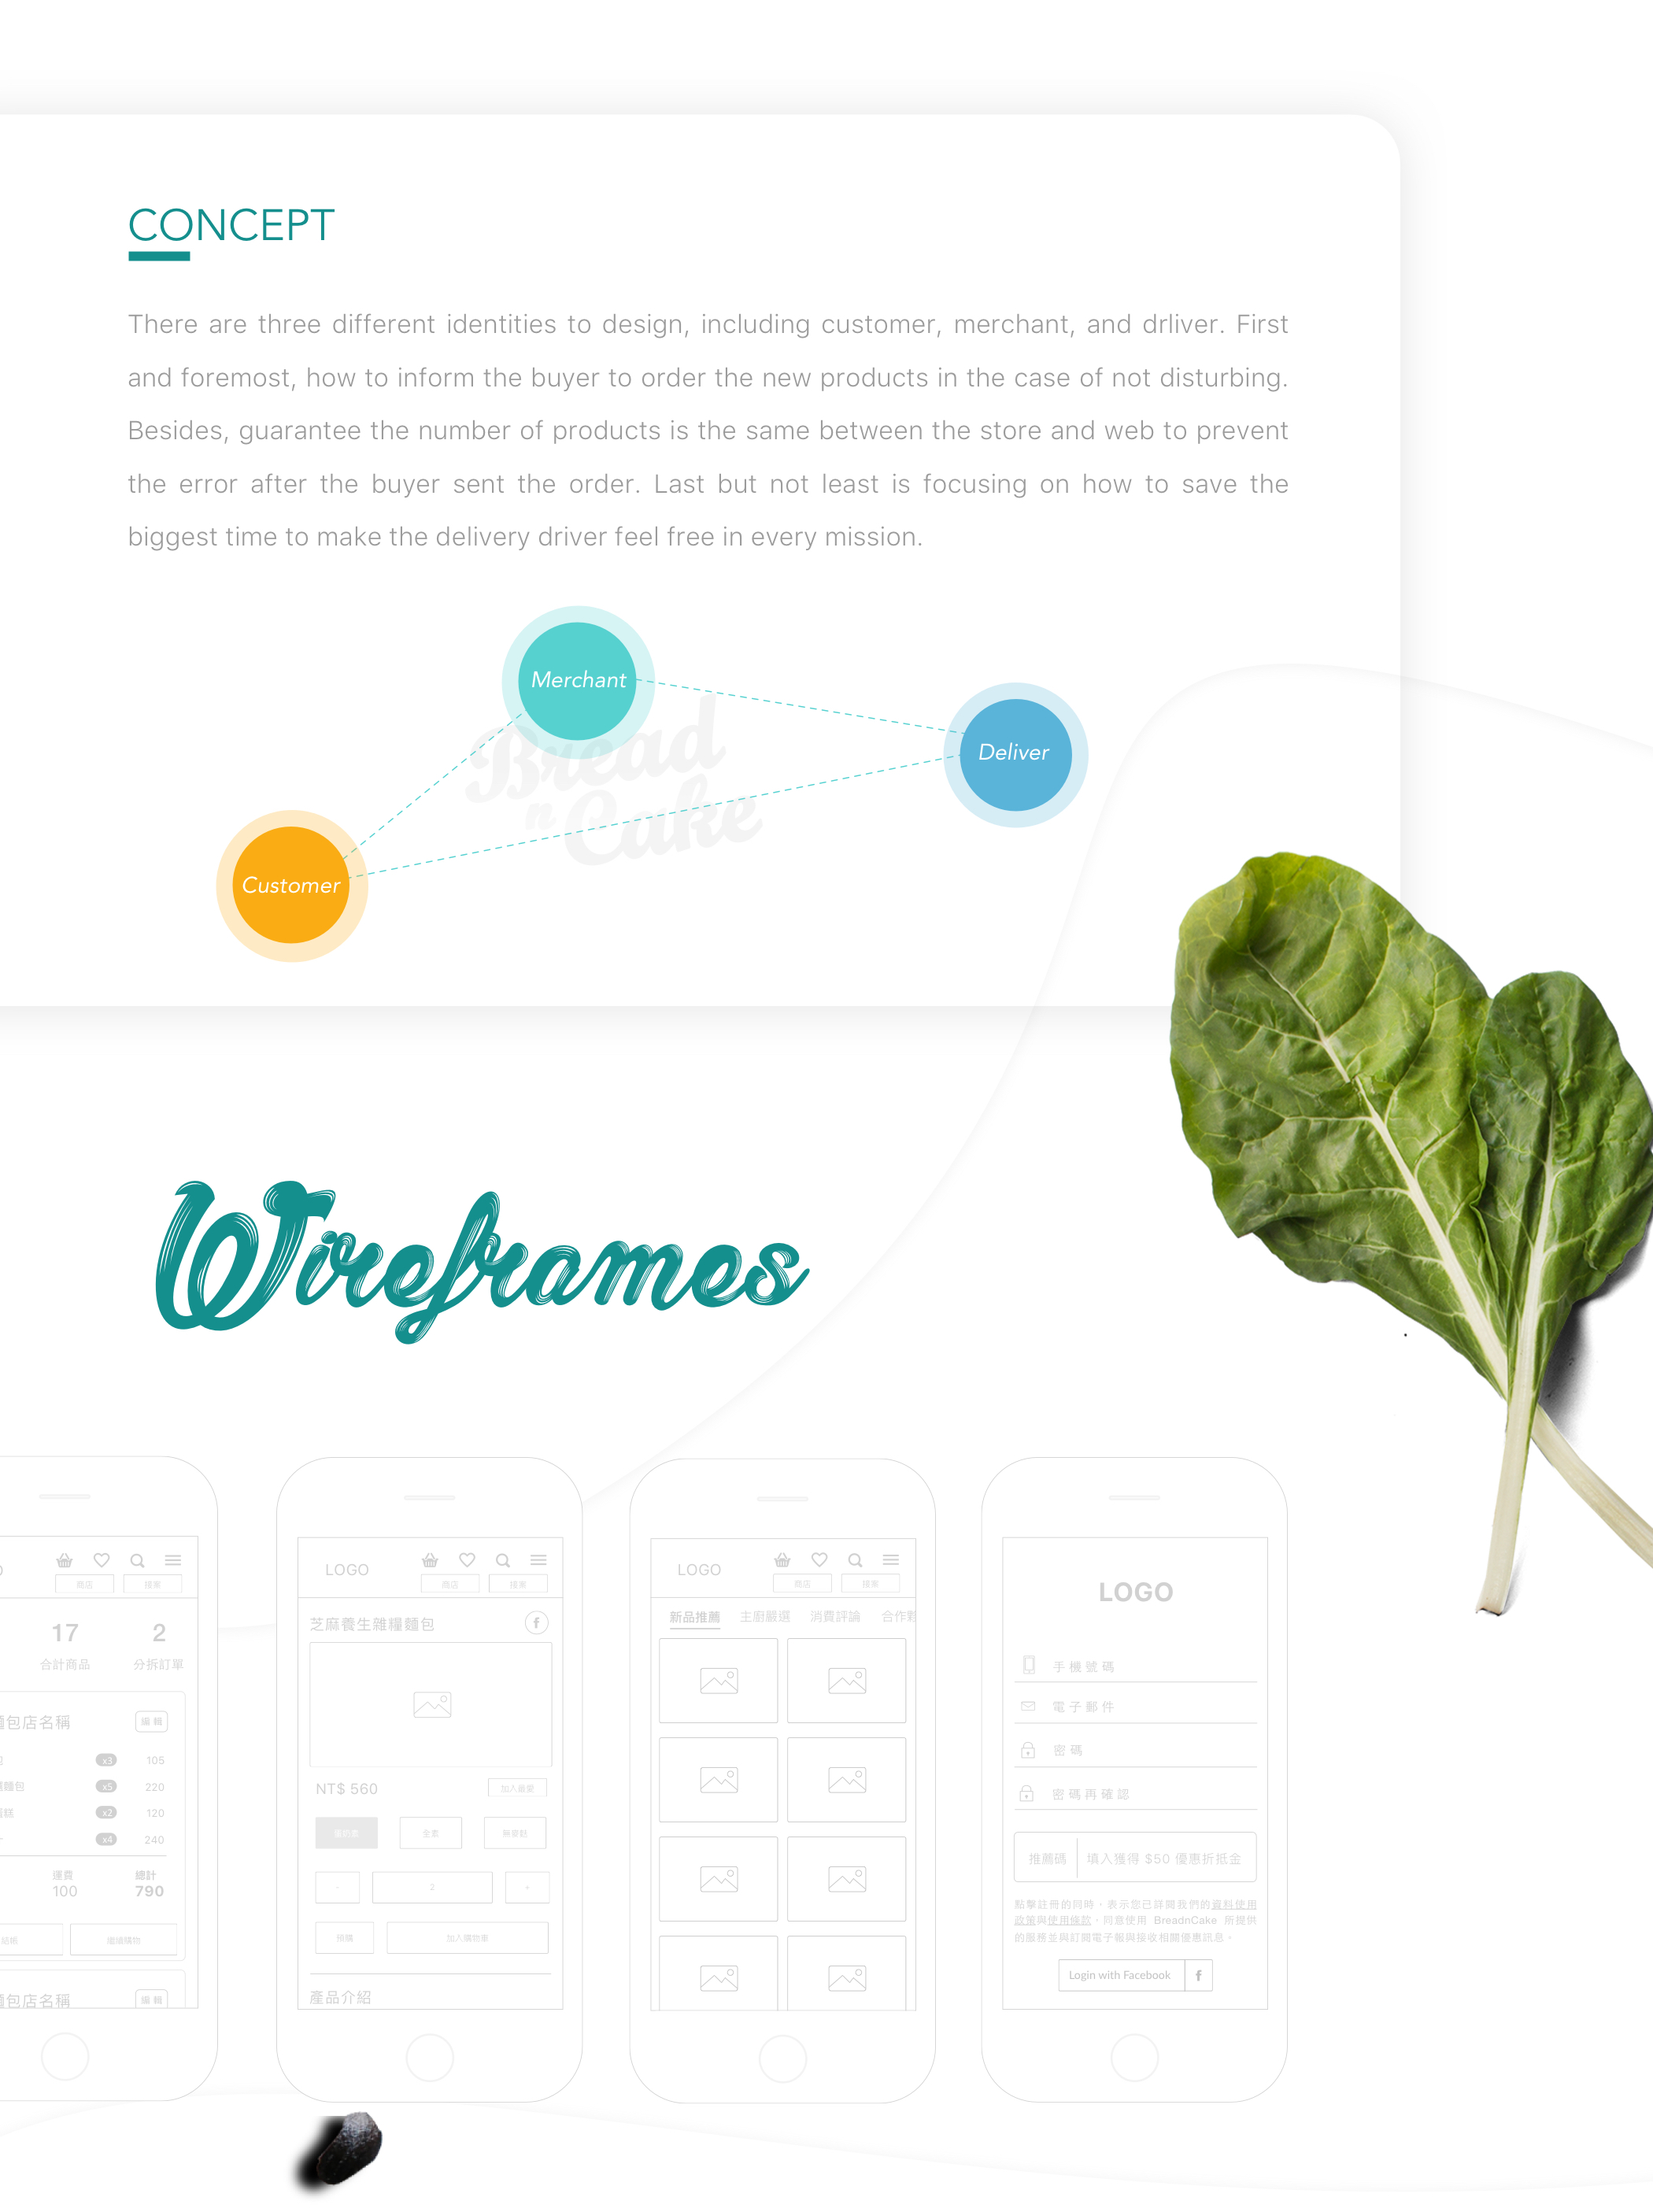 CONCEPT
There are three different identities to design, including customer, merchant, and drliver. First
and foremost, how to inform the buyer to order the new products in the case of not disturbing.
Besides, guarantee the number of products is the same between the store and web to prevent
the error after the buyer sent the order. Last but not least is focusing on how to save the
biggest time to make the delivery driver feel free in every mission.
Merchant
Deliver
Bread
n Cake
Customer
Wireframes
商店
搜索
17
2
合計商品
分拆訂單
包店名稱
編輯
x3 105
麵包 x5 220
糕 x2 120
x4 240
運費
總計
100
790
結帳
繼續購物
包店名稱
編輯
LOGO
商店
搜索
芝麻養生雜糧麵包
f
NT$ 560
加入最愛
蛋奶素
全素
無麩麩
-
2
+
預購
加入購物車
產品介紹
LOGO
商店
搜索
新品推薦
主廚嚴選
消費評論
合作夥
LOGO
手機號碼
電子郵件
密碼
密碼再確認
推薦碼
填入獲得 $50 優惠折抵金
點擊註冊的同時、表示您已詳閱我們的資料使用
政策與使用條款，同意使用 BreadnCake 所提供
的服務並與訂閱電子報與接收相關優惠訊息。
Login with Facebook f